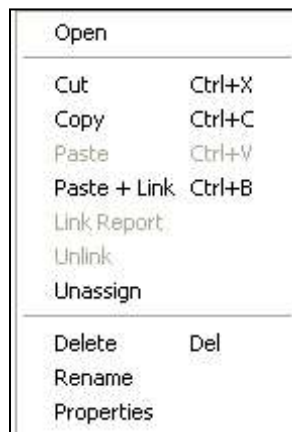 Open
Cut Ctrl+X
Copy Ctrl+C
Paste Ctrl+V
Paste + Link Ctrl+B
Link Report
Unlink
Unassign
Delete Del
Rename
Properties